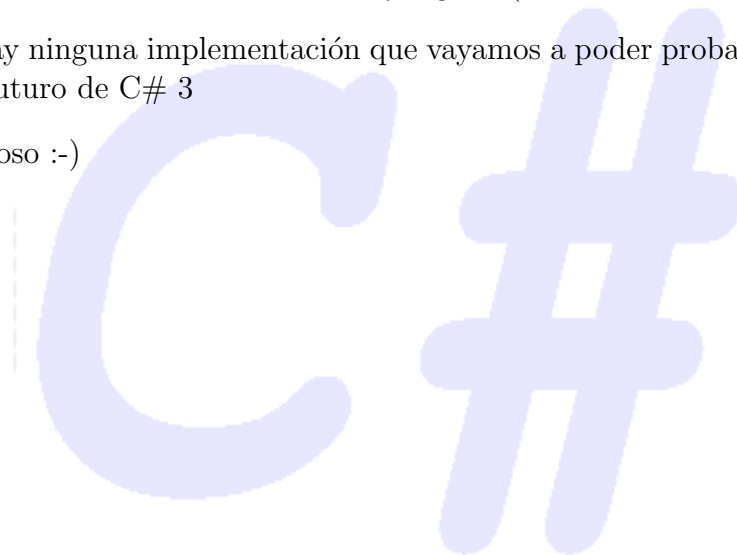 ay ninguna implementación que vayamos a poder proba
uturo de C# 3
oso :-)
C#